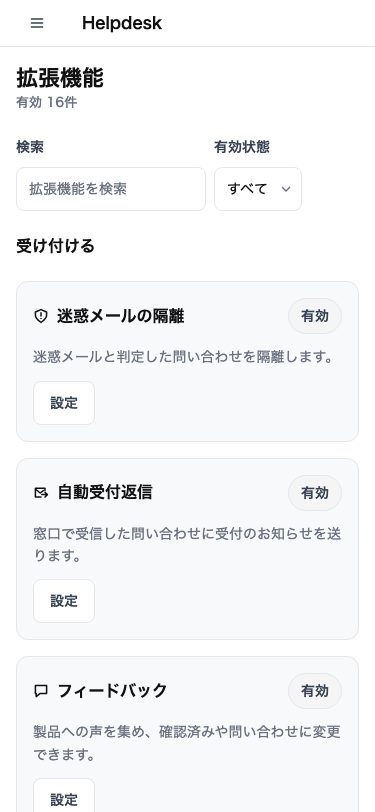 Helpdesk
拡張機能
有効 16件
検索
有効状態
拡張機能を検索
すべて
受け付ける
迷惑メールの隔離
有効
迷惑メールと判定した問い合わせを隔離します。
設定
自動受付返信
有効
窓口で受信した問い合わせに受付のお知らせを送
ります。
設定
フィードバック
有効
製品への声を集め、確認済みや問い合わせに変更
できます。
設定